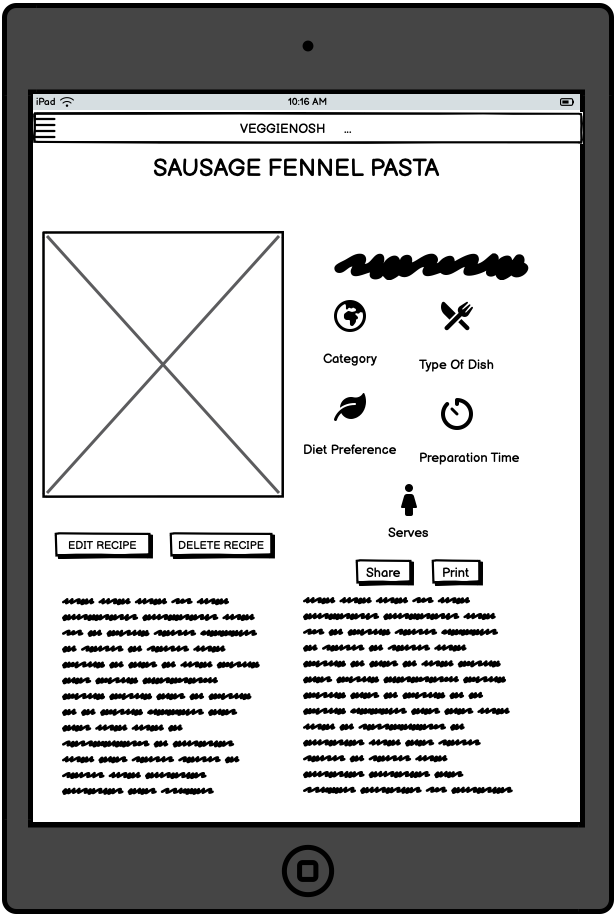 iPad 10:16 AM
VEGGIENOSH ...
SAUSAGE FENNEL PASTA
Category
Type Of Dish
Diet Preference
Preparation Time
Serves
EDIT RECIPE
DELETE RECIPE
Share
Print